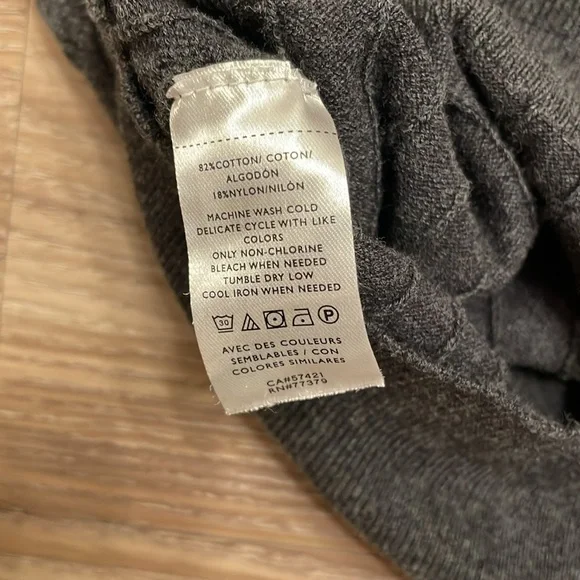 82%COTTON/ COTON/
ALGODÓN
18%NYLON/NILÓN
MACHINE WASH COLD
DELICATE CYCLE WITH LIKE
COLORS
ONLY NON-CHLORINE
BLEACH WHEN NEEDED
TUMBLE DRY LOW
COOL IRON WHEN NEEDED
30 P
AVEC DES COULEURS
SEMBLABLES / CON
COLORES SIMILARES
CA#57421
RN#77379